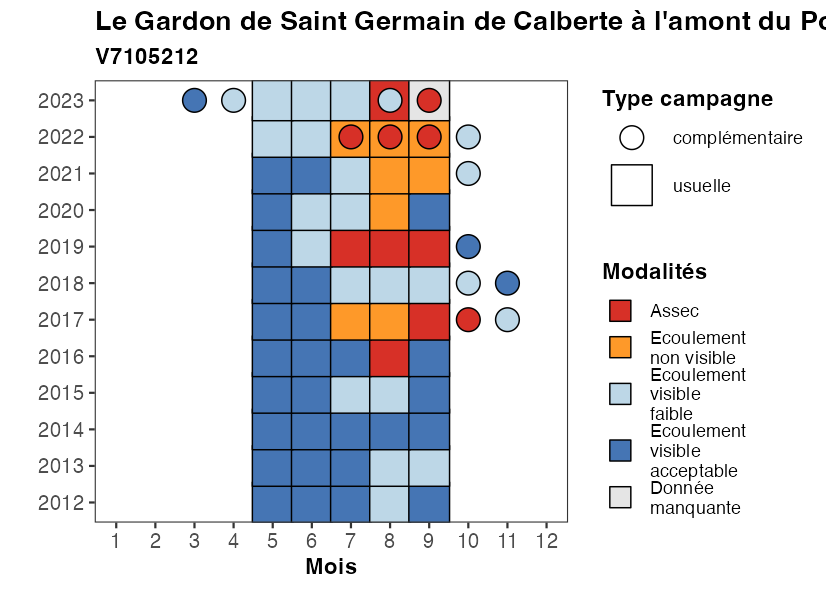 Le Gardon de Saint Germain de Calberte à l'amont du
V7105212
2023
2022
2021
2020
2019
2018
2017
2016
2015
2014
2013
2012
1 2 3 4 5 6 7 8 9 10 11 12
Mois
Type campagne
complémentaire
usuelle
Modalités
Assec
Ecoulement
non visible
Ecoulement
visible
faible
Ecoulement
visible
acceptable
Donnée
manquante